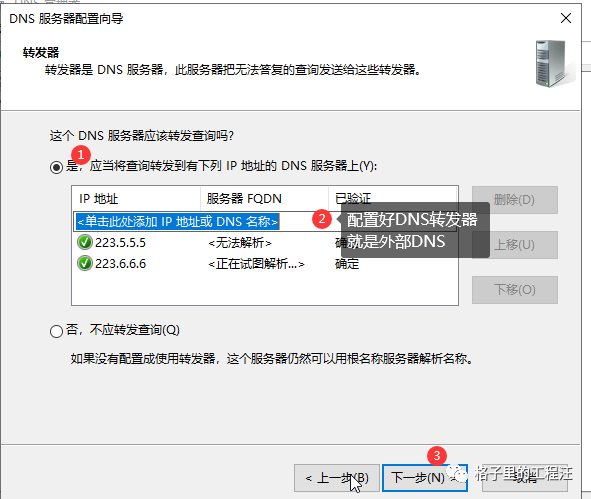 DNS 服务器配置向导
转发器
转发器是 DNS 服务器，此服务器把无法答复的查询发送给这些转发器。
这个 DNS 服务器应该转发查询吗?
1
是，应当将查询转发到有下列 IP 地址的 DNS 服务器上(Y):
IP 地址 服务器 FQDN 已验证
<单击此处添加 IP 地址或 DNS 名称>
2
配置好DNS转发器
就是外部DNS
223.5.5.5 <无法解析>
223.6.6.6 <正在试图解析...> 确定
删除(D)
上移(U)
下移(O)
否，不应转发查询(Q)
如果没有配置成使用转发器，这个服务器仍然可以用根名称服务器解析名称。
3
< 上一步(B)
下一步(N) >
取消
格子里的工程注